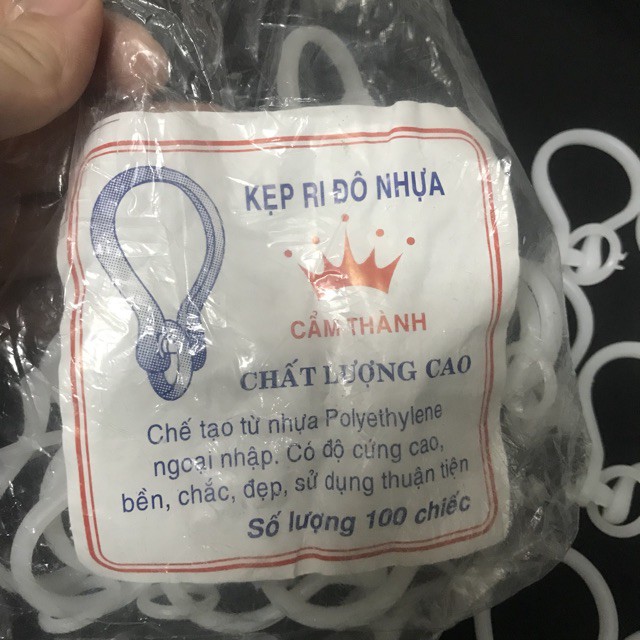 KẸP RI ĐÔ NHỰA
CẨM THÀNH
CHẤT LƯỢNG CAO
Chế tao từ nhựa Polyethylene
ngoại nhập. Có độ cứng cao,
bền, chắc, đẹp, sử dụng thuận tiện
Số lượng 100 chiếc